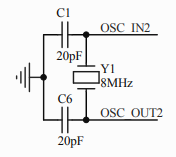 C1
OSC_IN2
20pF
Y1
8MHz
C6
OSC_OUT2
20pF